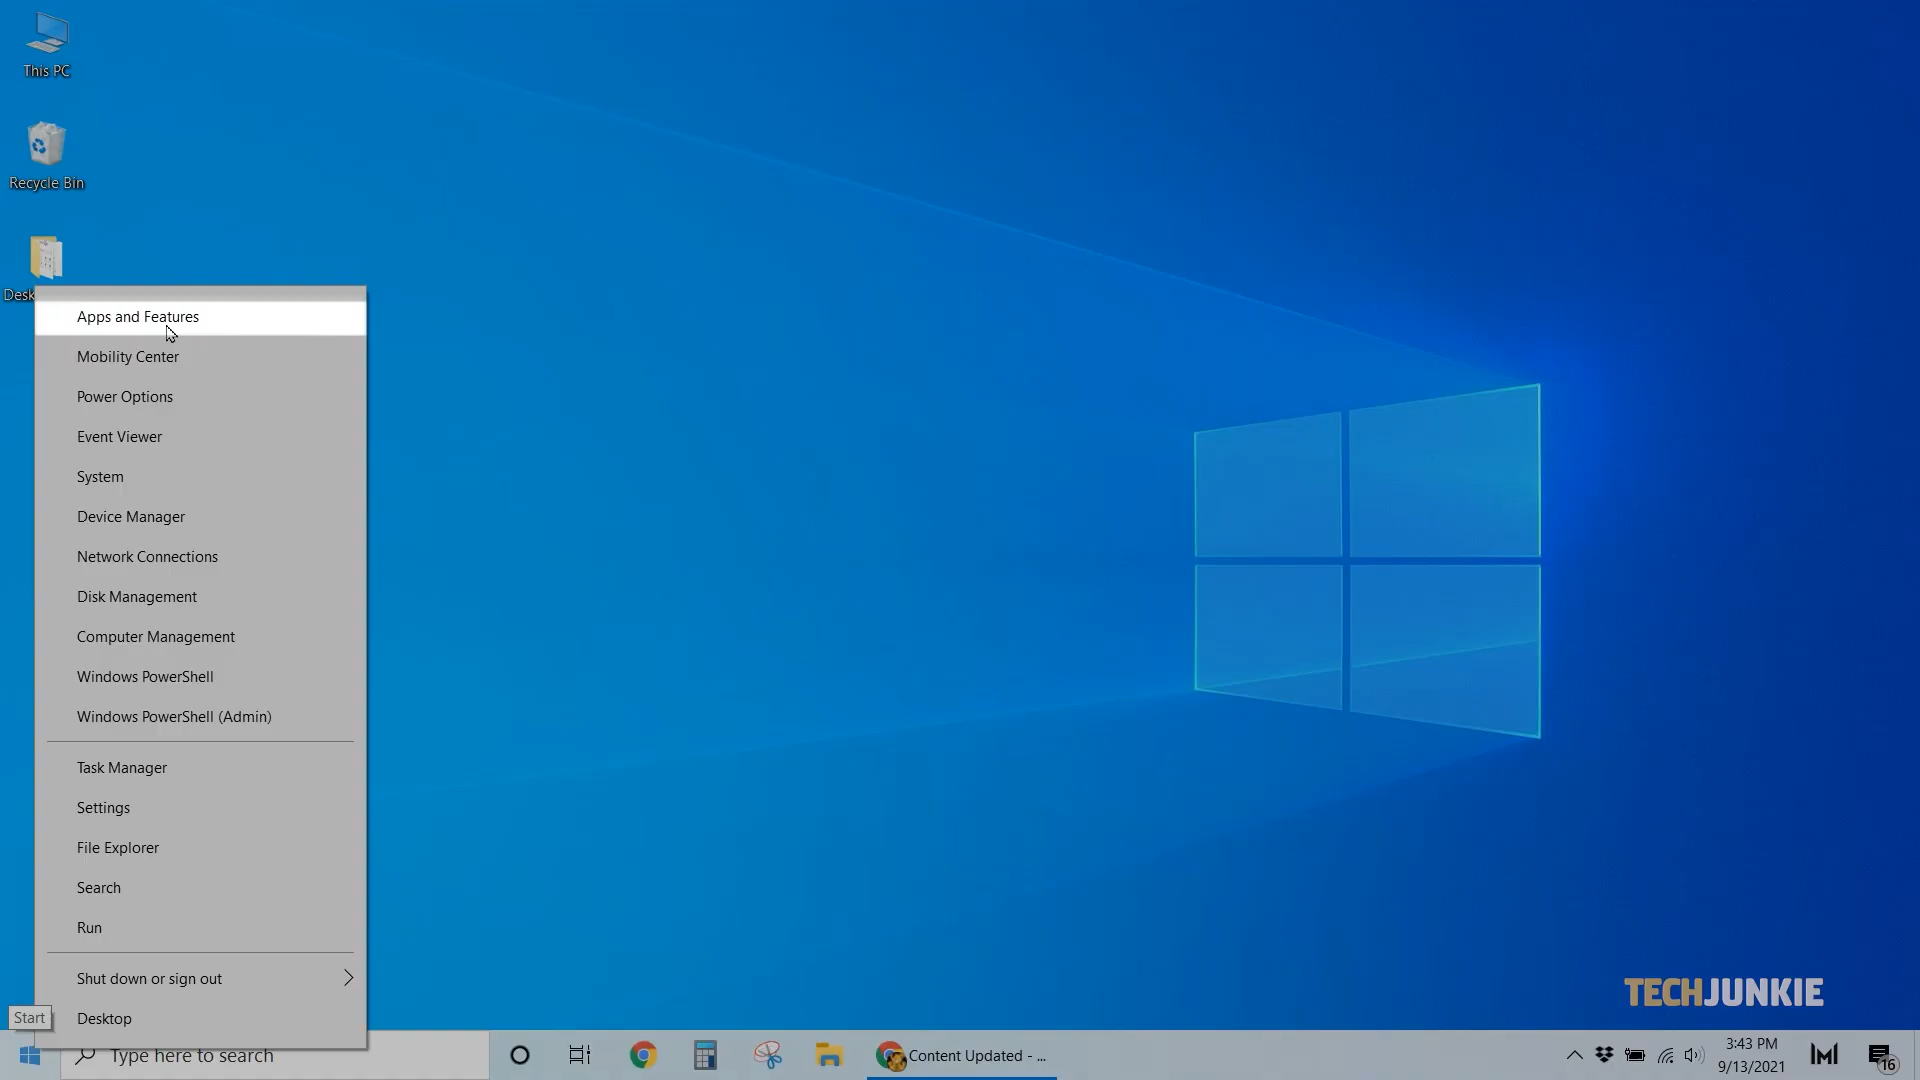 This PC
Recycle Bin
Desk
Apps and Features
Mobility Center
Power Options
Event Viewer
System
Device Manager
Network Connections
Disk Management
Computer Management
Windows PowerShell
Windows PowerShell (Admin)
Task Manager
Settings
File Explorer
Search
Run
Shut down or sign out
Desktop
Start
TECHJUNKIE
Type here to search
Content Updated - ...
3:43 PM
9/13/2021
16